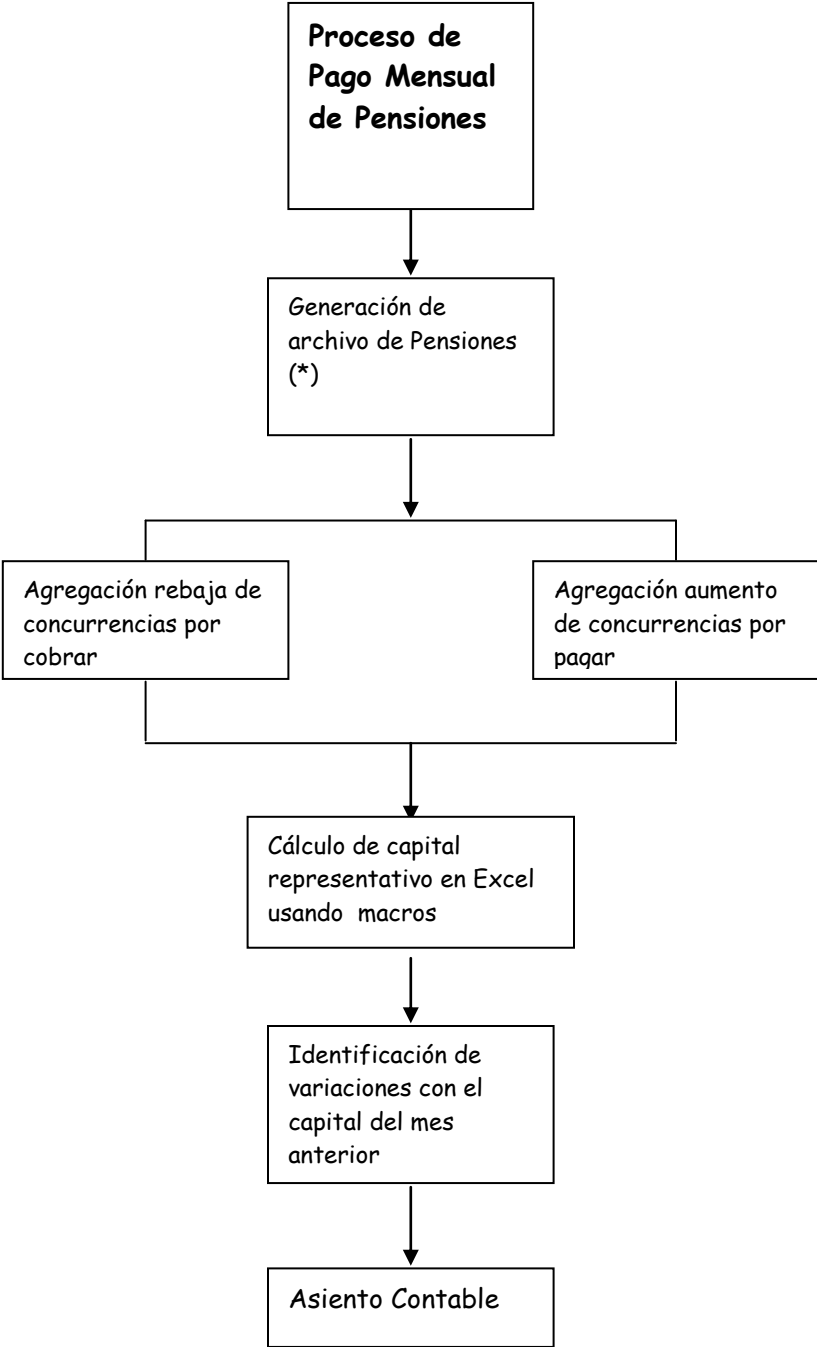 Proceso de
Pago Mensual
de Pensiones
Generación de
archivo de Pensiones
(*)
Agregación rebaja de
concurrencias por
cobrar
Agregación aumento
de concurrencias por
pagar
Cálculo de capital
representativo en Excel
usando macros
Identificación de
variaciones con el
capital del mes
anterior
Asiento Contable